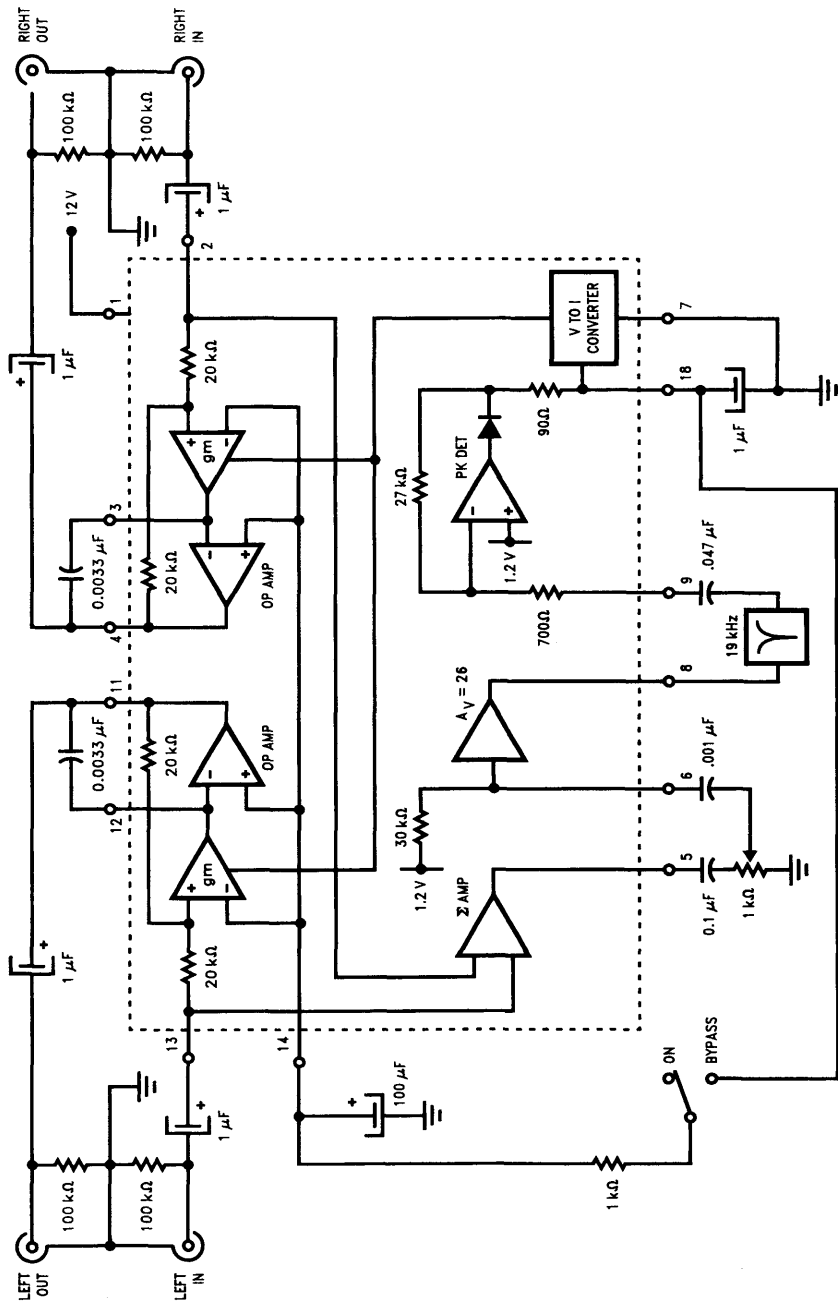 RIGHT
OUT
RIGHT
IN
100 kΩ
100 kΩ
12 V
1 μF
1 μF
1
2
20 kΩ
+
-
gm
3
0.0033 μF
20 kΩ
4
-
+
OP AMP
V TO I
CONVERTER
7
18
1 μF
90Ω
27 kΩ
PK DET
-
+
1.2 V
700Ω
9
.047 μF
19 kHz
8
A_V = 26
11
0.0033 μF
12
20 kΩ
-
+
OP AMP
+
-
gm
20 kΩ
30 kΩ
1.2 V
6
.001 μF
Σ AMP
5
0.1 μF
1 kΩ
1 μF
13
14
1 μF
100 μF
1 kΩ
ON
BYPASS
100 kΩ
100 kΩ
LEFT
OUT
LEFT
IN
+
+
+
+
+